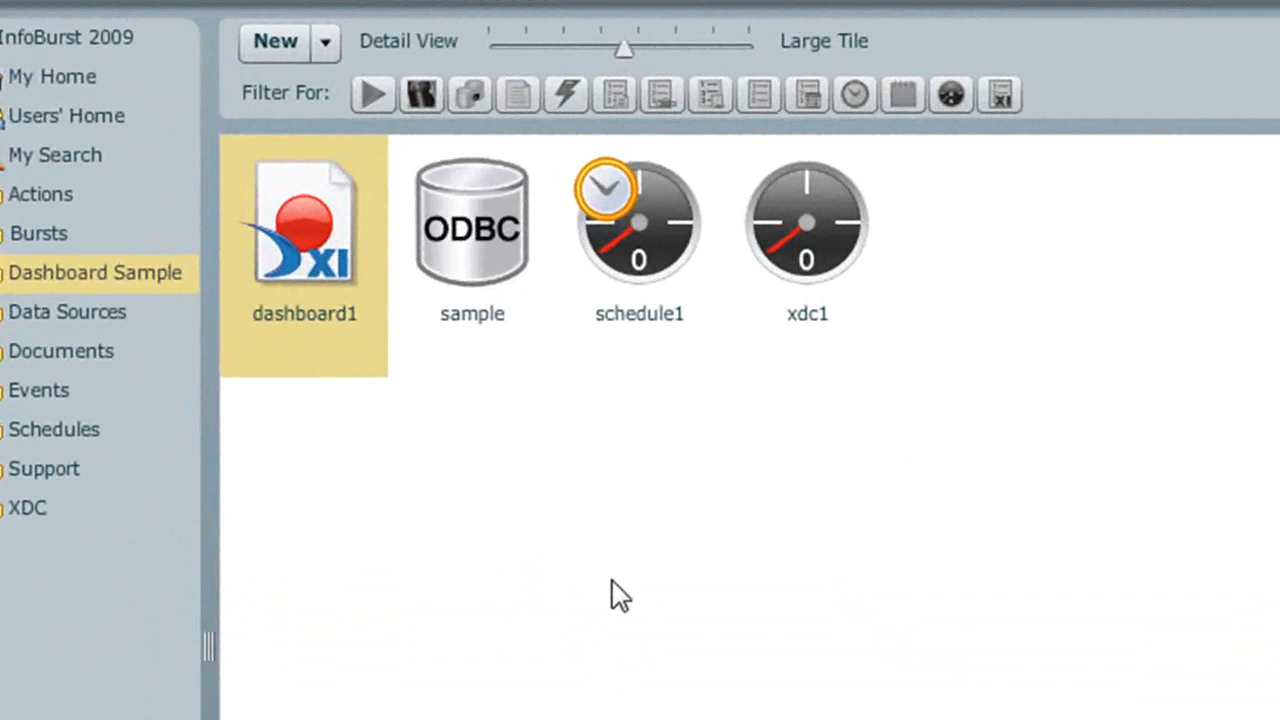 InfoBurst 2009
My Home
Users' Home
My Search
Actions
Bursts
Dashboard Sample
Data Sources
Documents
Events
Schedules
Support
XDC
New
Detail View
Large Tile
Filter For:
XI
XI
dashboard1
ODBC
sample
0
schedule1
0
xdc1